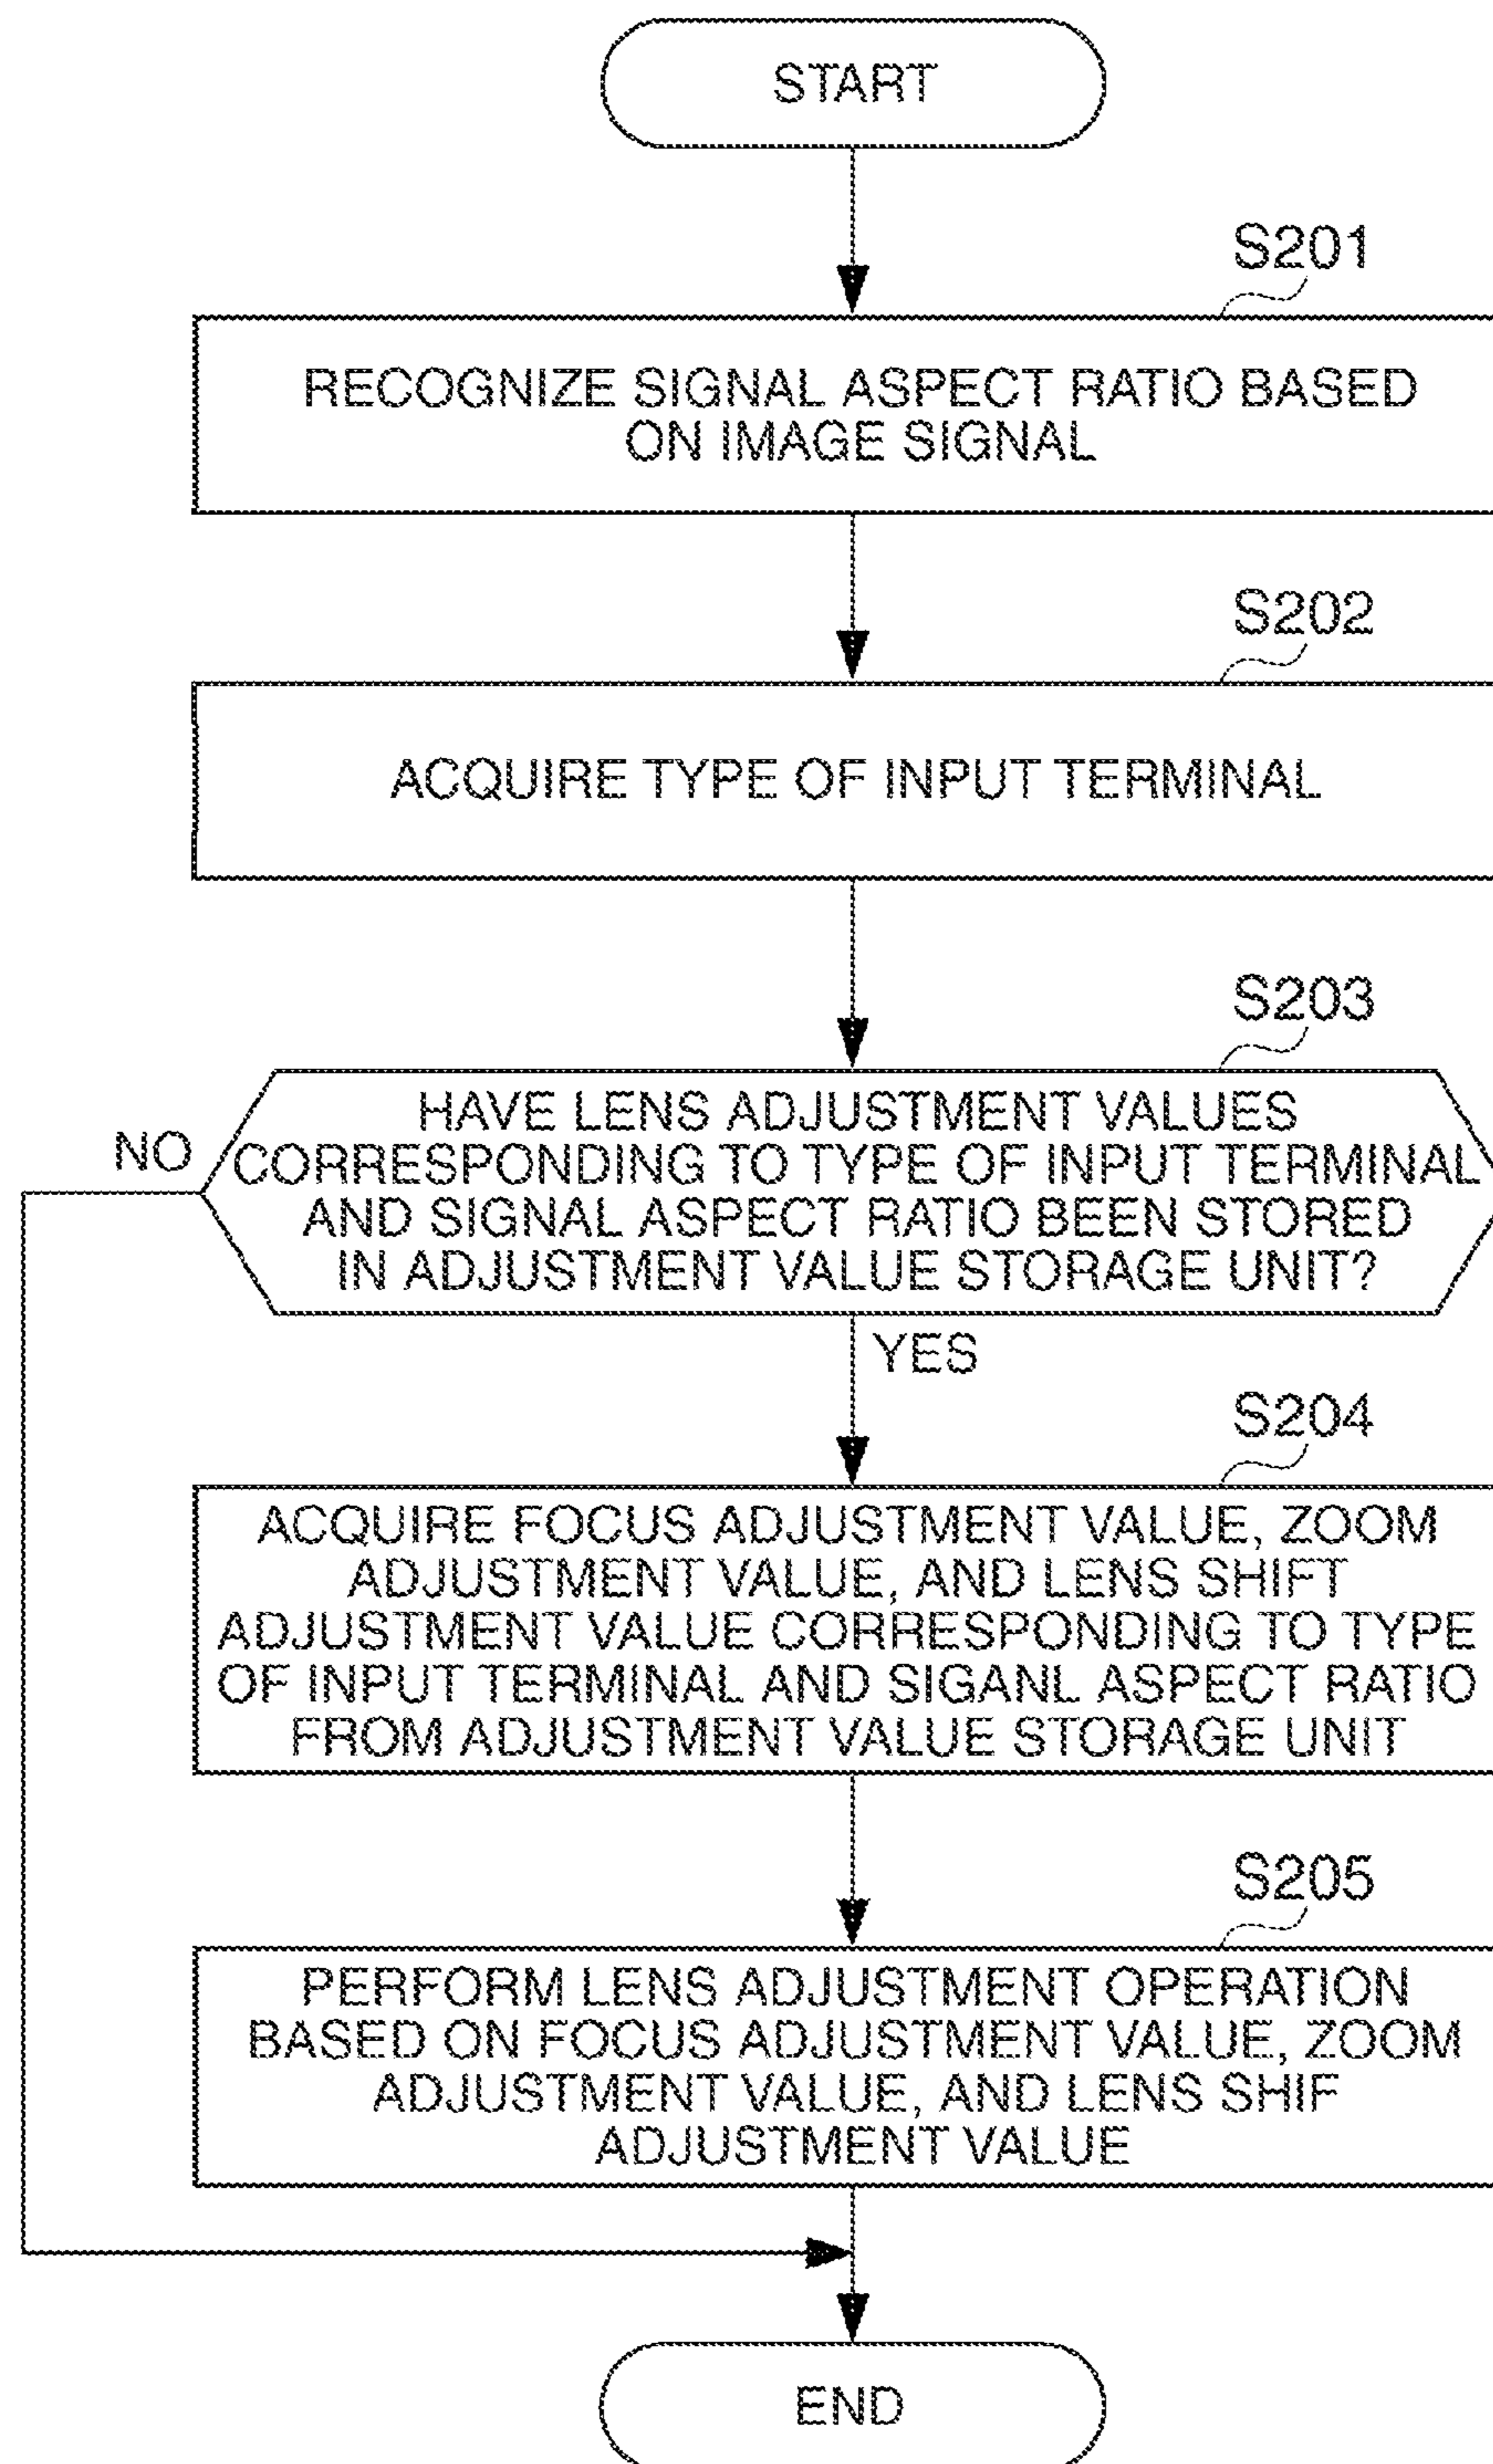 START
S201
RECOGNIZE SIGNAL ASPECT RATIO BASED
ON IMAGE SIGNAL
S202
ACQUIRE TYPE OF INPUT TERMINAL
S203
HAVE LENS ADJUSTMENT VALUES
CORRESPONDING TO TYPE OF INPUT TERMINAL
AND SIGNAL ASPECT RATIO BEEN STORED
IN ADJUSTMENT VALUE STORAGE UNIT?
NO
YES
S204
ACQUIRE FOCUS ADJUSTMENT VALUE, ZOOM
ADJUSTMENT VALUE, AND LENS SHIFT
ADJUSTMENT VALUE CORRESPONDING TO TYPE
OF INPUT TERMINAL AND SIGANL ASPECT RATIO
FROM ADJUSTMENT VALUE STORAGE UNIT
S205
PERFORM LENS ADJUSTMENT OPERATION
BASED ON FOCUS ADJUSTMENT VALUE, ZOOM
ADJUSTMENT VALUE, AND LENS SHIF
ADJUSTMENT VALUE
END